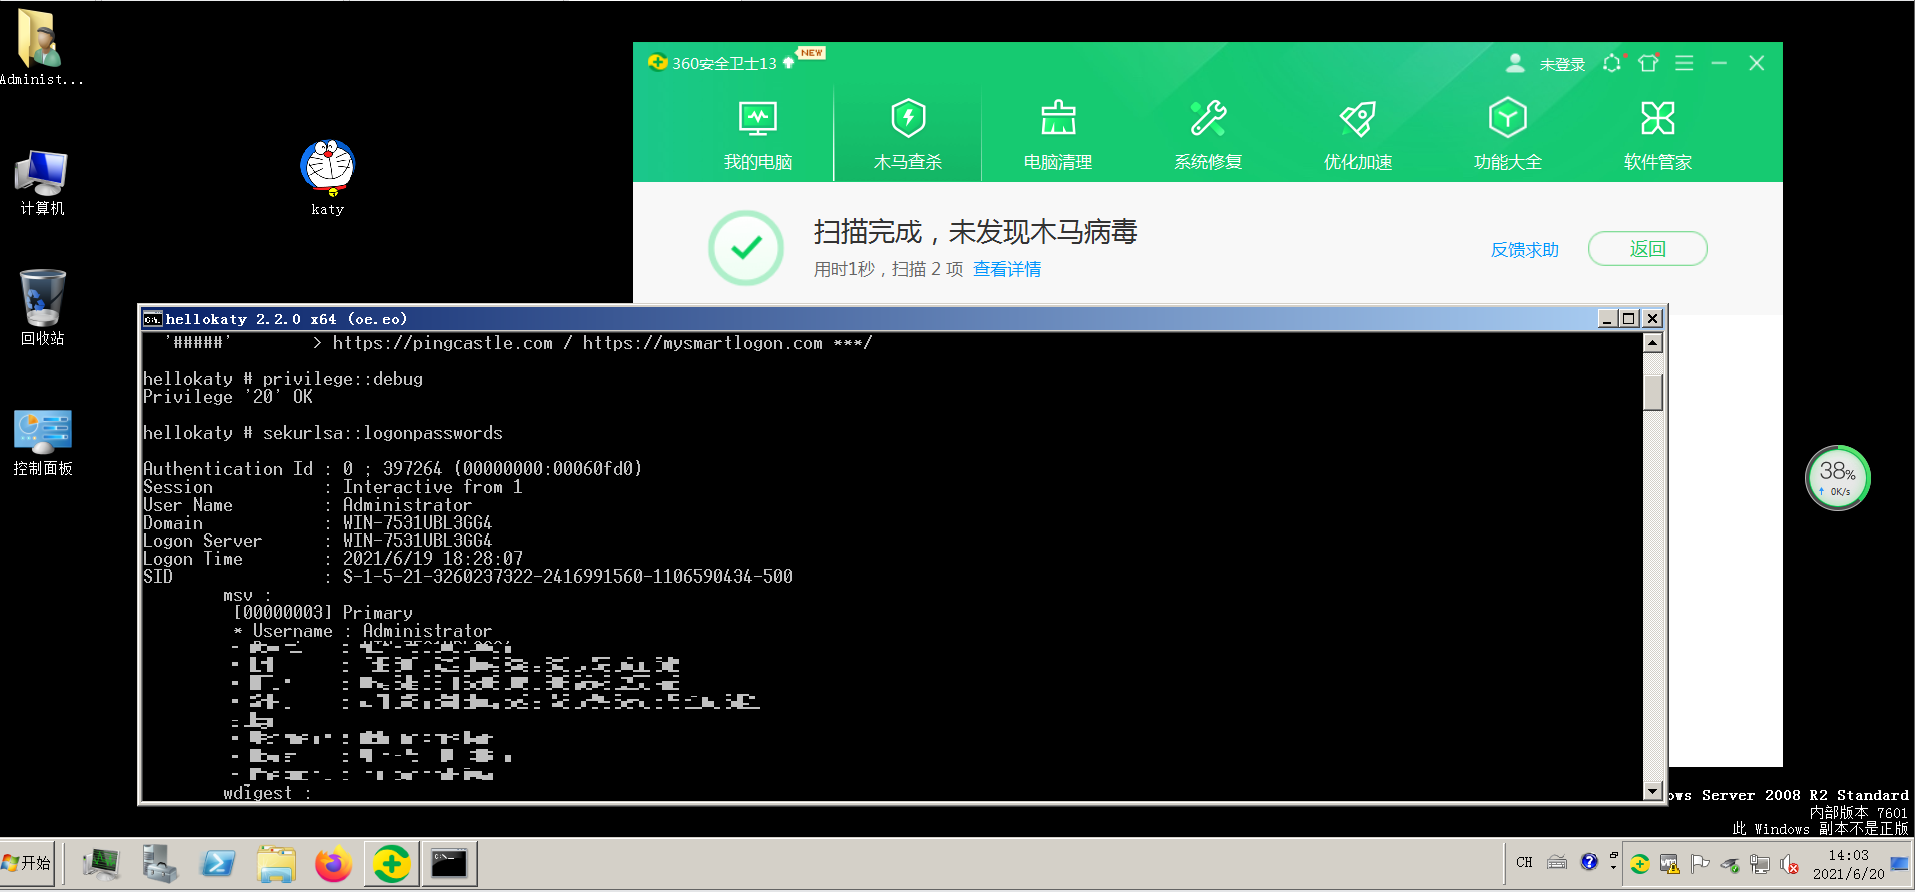 Administ...
计算机
回收站
控制面板
katy
360安全卫士13
NEW
未登录
我的电脑
木马查杀
电脑清理
系统修复
优化加速
功能大全
软件管家
扫描完成，未发现木马病毒
用时1秒，扫描 2 项 查看详情
反馈求助
返回
hellokaty 2.2.0 x64 (oe.eo)
'#####' > https://pingcastle.com / https://mysmartlogon.com ***/
hellokaty # privilege::debug
Privilege '20' OK
hellokaty # sekurlsa::logonpasswords
Authentication Id : 0 ; 397264 (00000000:00060fd0)
Session : Interactive from 1
User Name : Administrator
Domain : WIN-7531UBL3GG4
Logon Server : WIN-7531UBL3GG4
Logon Time : 2021/6/19 18:28:07
SID : S-1-5-21-3260237322-2416991560-1106590434-500
msv :
[00000003] Primary
* Username : Administrator
wdigest :
38%
0K/s
ows Server 2008 R2 Standard
内部版本 7601
此 Windows 副本不是正版
开始
CH
14:03
2021/6/20